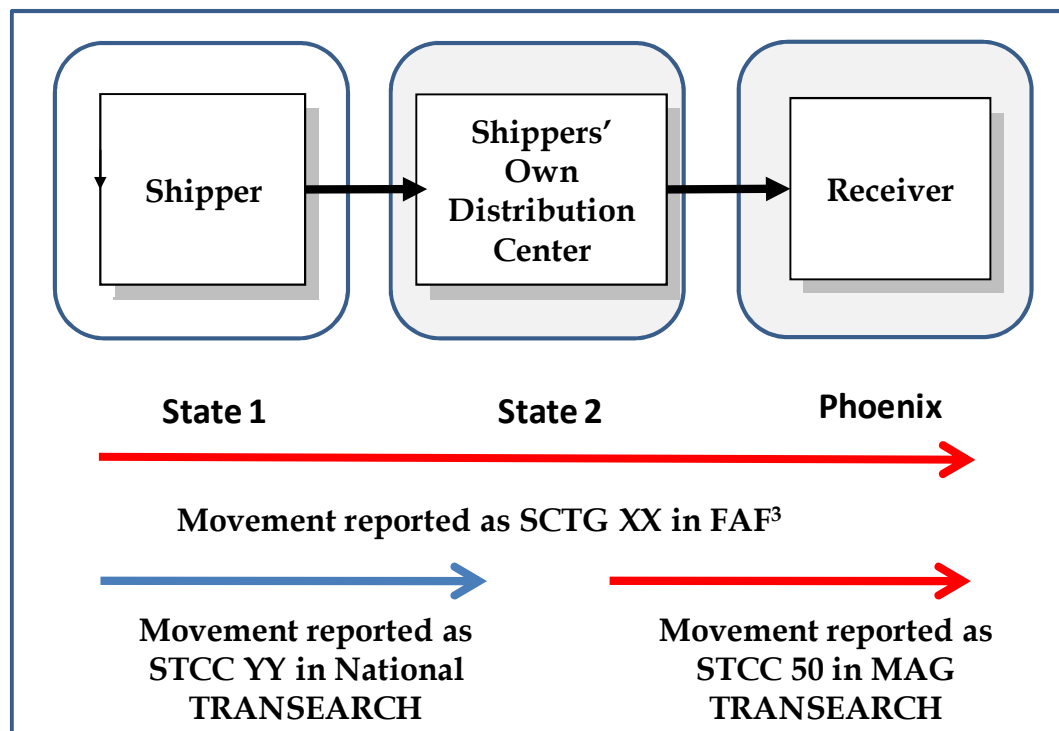 Shipper
Shippers’
Own
Distribution
Center
Receiver
State 1
State 2
Phoenix
Movement reported as SCTG XX in FAF³
Movement reported as
STCC YY in National
TRANSEARCH
Movement reported as
STCC 50 in MAG
TRANSEARCH